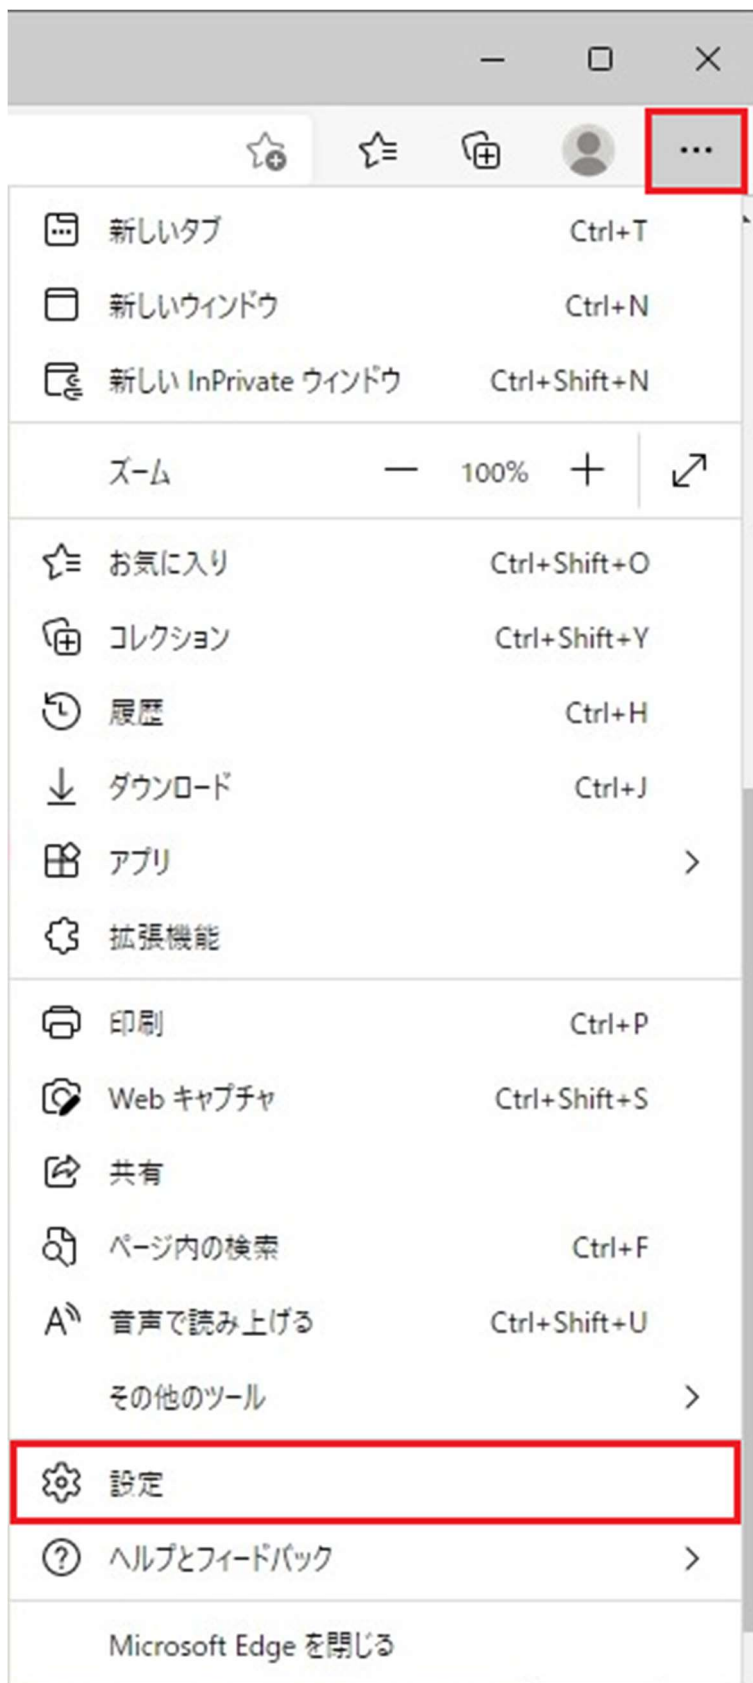 新しいタブ Ctrl+T
新しいウィンドウ Ctrl+N
新しい InPrivate ウィンドウ Ctrl+Shift+N
ズーム 100%
お気に入り Ctrl+Shift+O
コレクション Ctrl+Shift+Y
履歴 Ctrl+H
ダウンロード Ctrl+J
アプリ
拡張機能
印刷 Ctrl+P
Web キャプチャ Ctrl+Shift+S
共有
ページ内の検索 Ctrl+F
音声で読み上げる Ctrl+Shift+U
その他のツール
設定
ヘルプとフィードバック
Microsoft Edge を閉じる